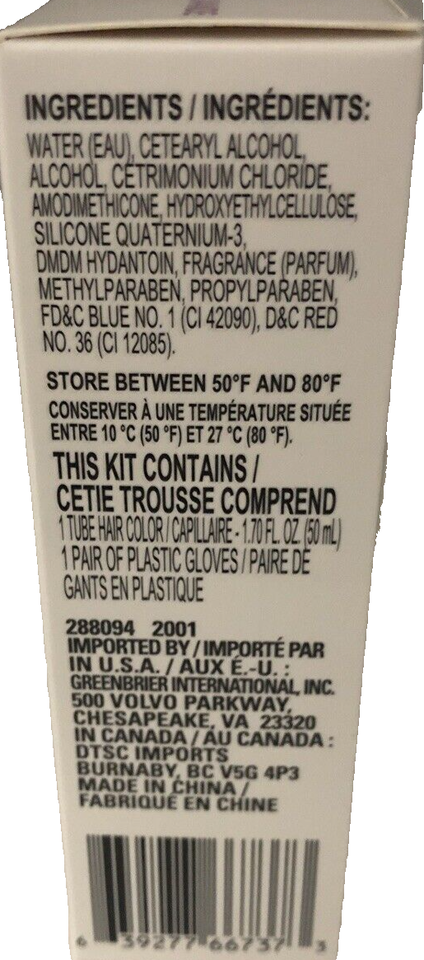 INGREDIENTS / INGRÉDIENTS:
WATER (EAU), CETEARYL ALCOHOL,
ALCOHOL, CETRIMONIUM CHLORIDE,
AMODIMETHICONE, HYDROXYETHYLCELLULOSE,
SILICONE QUATERNIUM-3,
DMDM HYDANTOIN, FRAGRANCE (PARFUM),
METHYLPARABEN, PROPYLPARABEN,
FD&C BLUE NO. 1 (CI 42090), D&C RED
NO. 36 (CI 12085).
STORE BETWEEN 50°F AND 80°F
CONSERVER À UNE TEMPÉRATURE SITUÉE
ENTRE 10 °C (50 °F) ET 27 °C (80 °F).
THIS KIT CONTAINS /
CETIE TROUSSE COMPREND
1 TUBE HAIR COLOR / CAPILLAIRE - 1.70 FL. OZ. (50 mL)
1 PAIR OF PLASTIC GLOVES / PAIRE DE
GANTS EN PLASTIQUE
288094 2001
IMPORTED BY / IMPORTÉ PAR
IN U.S.A. / AUX É.-U. :
GREENBRIER INTERNATIONAL, INC.
500 VOLVO PARKWAY,
CHESAPEAKE, VA 23320
IN CANADA / AU CANADA :
DTSC IMPORTS
BURNABY, BC V5G 4P3
MADE IN CHINA /
FABRIQUÉ EN CHINE
6 39277 66737 3